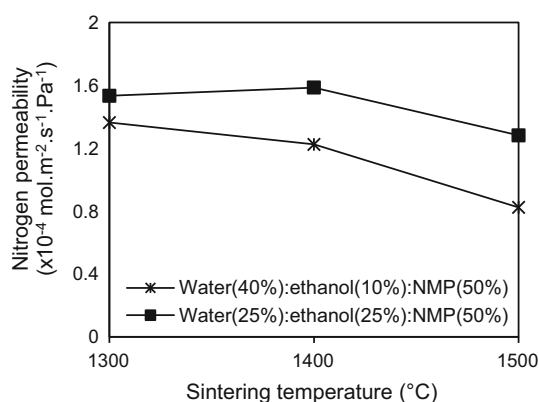 Nitrogen permeability
(x10⁻⁴ mol.m⁻².s⁻¹.Pa⁻¹)
2
1.6
1.2
0.8
0.4
0
Water(40%):ethanol(10%):NMP(50%)
Water(25%):ethanol(25%):NMP(50%)
1300 1400 1500
Sintering temperature (°C)